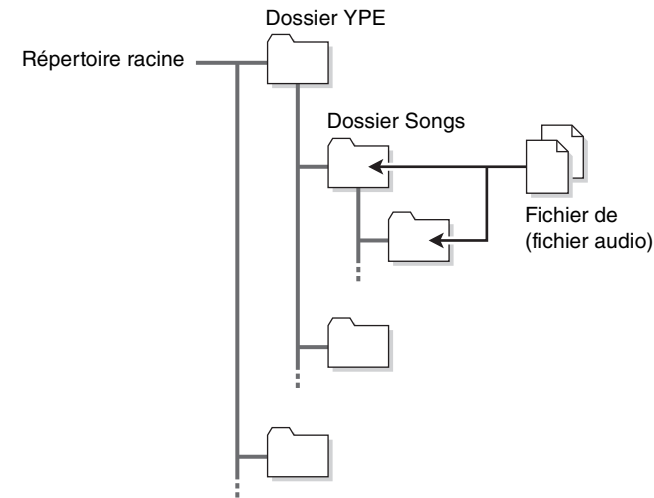 Dossier YPE
Répertoire racine
Dossier Songs
Fichier de
(fichier audio)